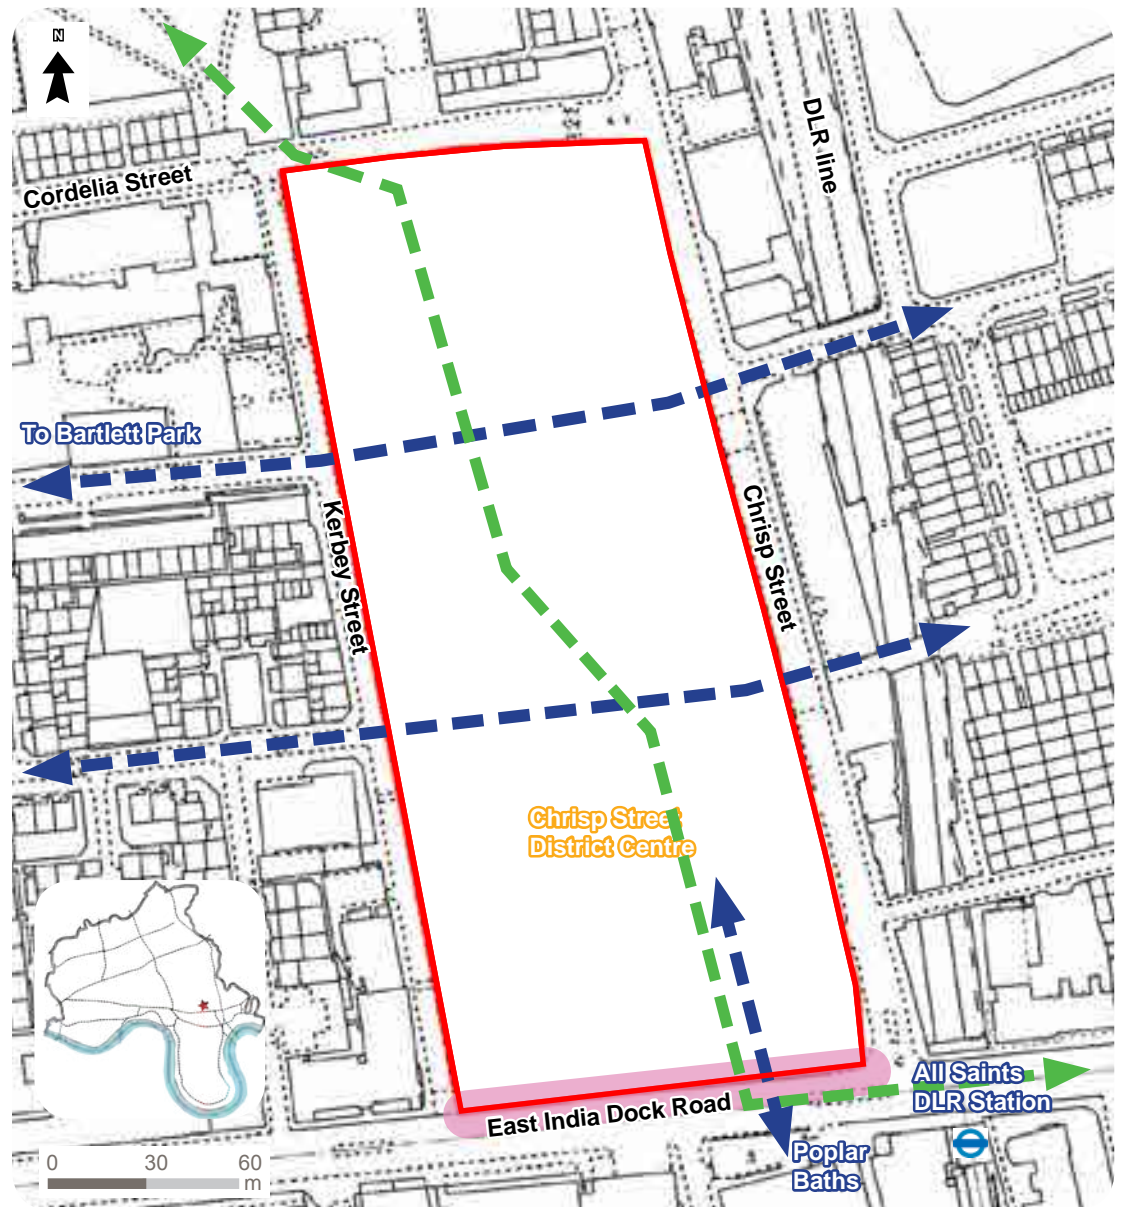 N
DLR line
Cordelia Street
To Bartlett Park
Kerbey Street
Chrisp Street
Chrisp Street
District Centre
All Saints
DLR Station
East India Dock Road
Poplar
Baths
0 30 60
m